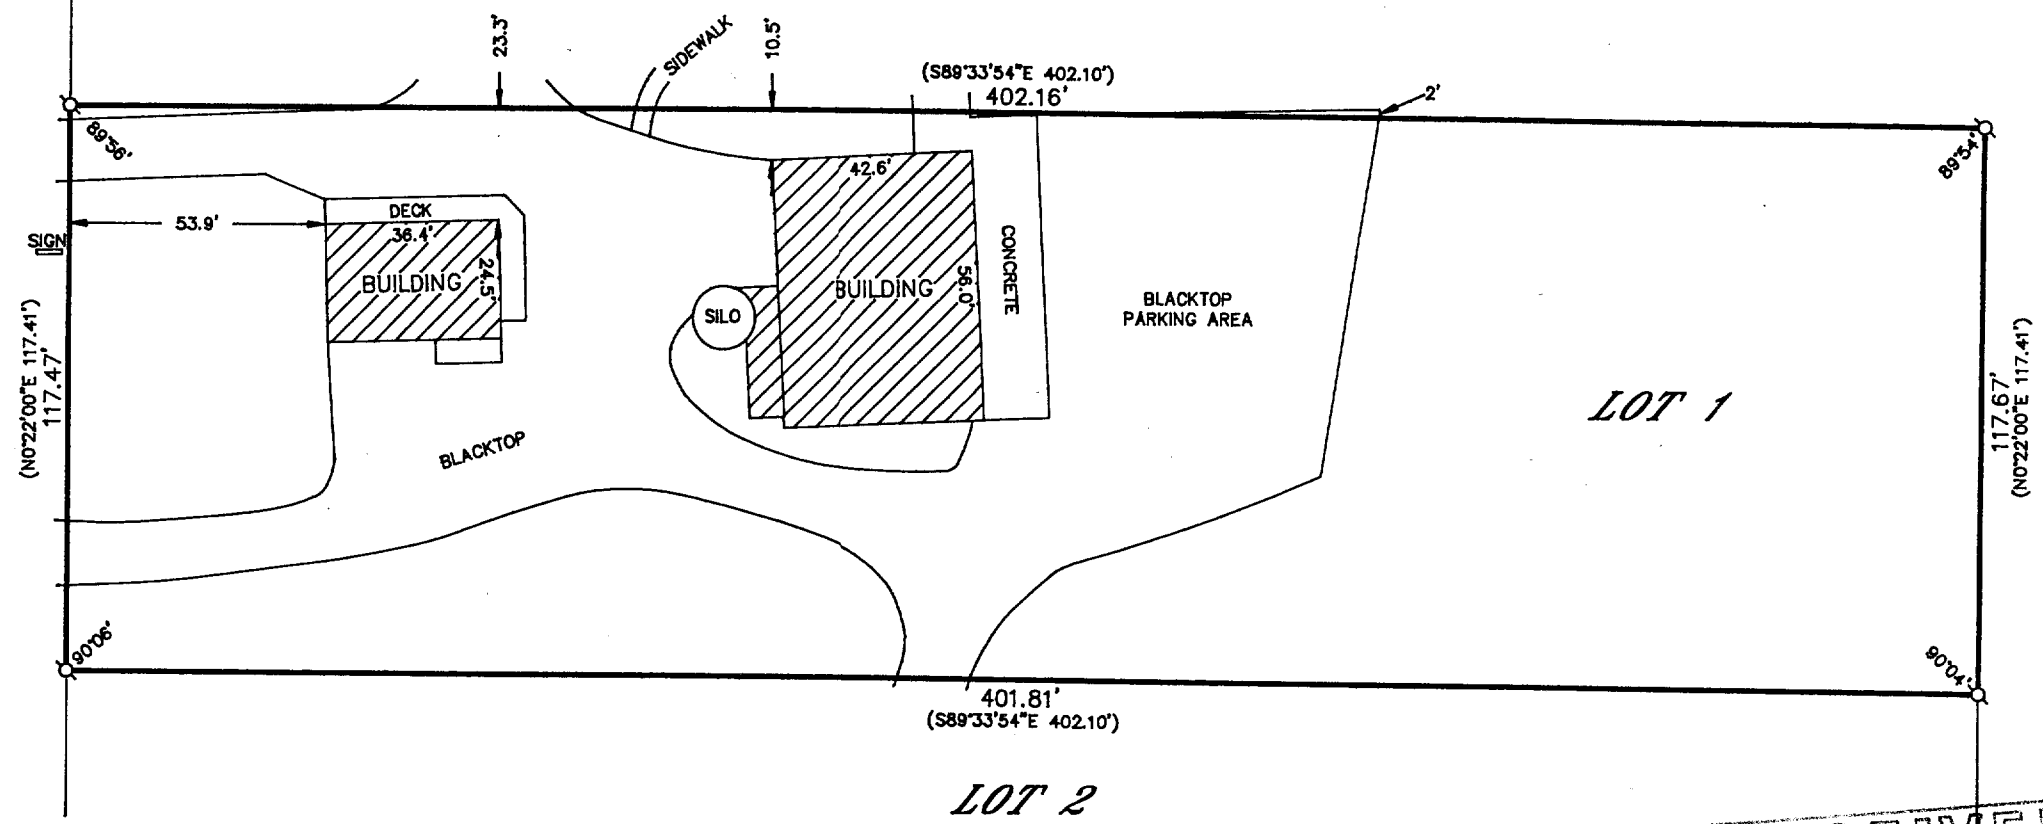 23.3'
SIDEWALK
10.5'
(S89°33'54"E 402.10')
402.16'
2'
89°56'
89°54'
42.6'
53.9'
DECK
36.4'
SIGN
BUILDING
24.5'
SILO
BUILDING
56.0'
CONCRETE
BLACKTOP
PARKING AREA
(N0°22'00"E 117.41')
117.47'
LOT 1
117.67'
(N0°22'00"E 117.41')
BLACKTOP
90°06'
90°04'
401.81'
(S89°33'54"E 402.10')
LOT 2